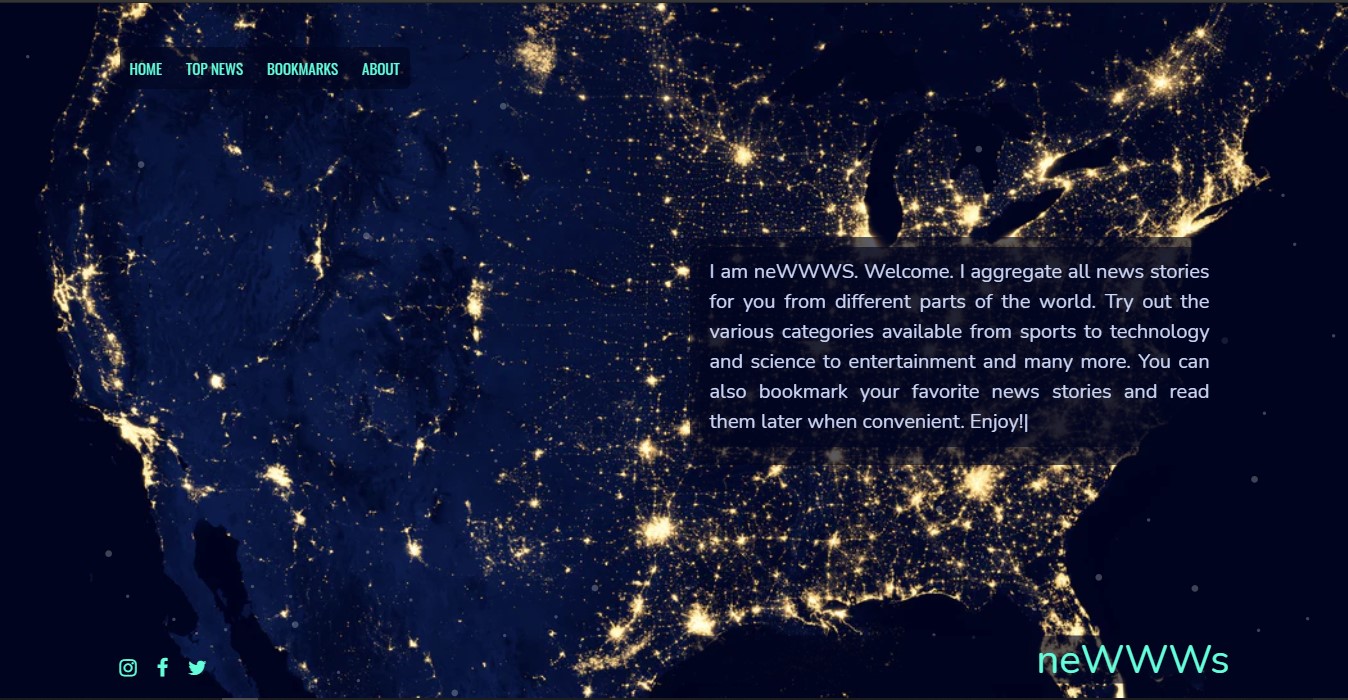 HOME TOP NEWS BOOKMARKS ABOUT
I am neWWWS. Welcome. I aggregate all news stories
for you from different parts of the world. Try out the
various categories available from sports to technology
and science to entertainment and many more. You can
also bookmark your favorite news stories and read
them later when convenient. Enjoy!|
neWWWs